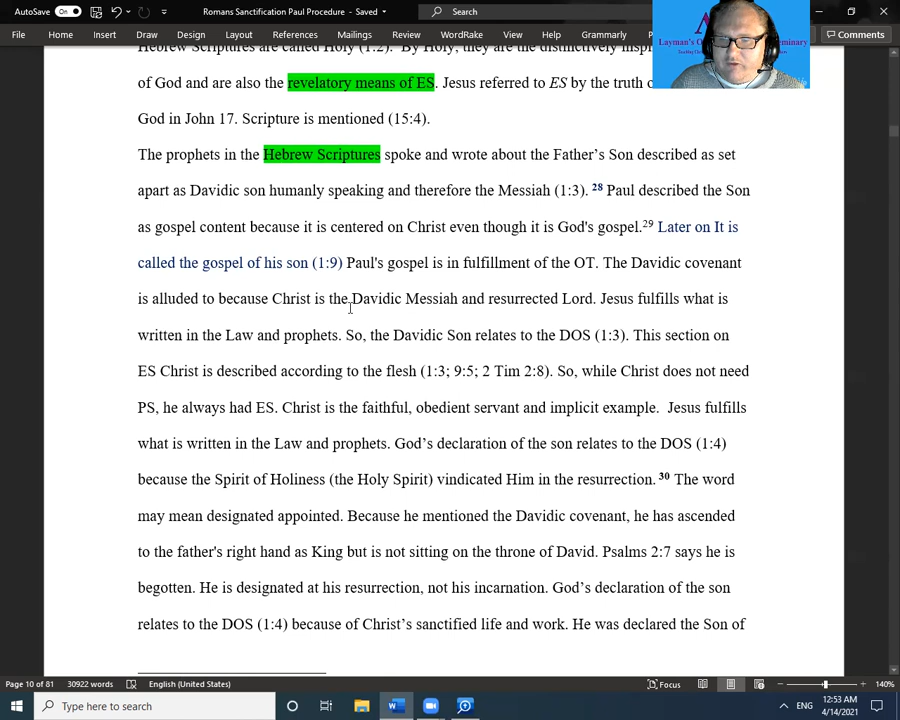 AutoSave On Romans Sanctification Paul Procedure - Saved Search
File Home Insert Draw Design Layout References Mailings Review View Help Grammarly WordRake Comments
Layman's
Hebrew Scriptures are called Holy (1:2). By Holy, they are the distinctively
of God and are also the revelatory means of ES. Jesus referred to ES by the truth
God in John 17. Scripture is mentioned (15:4).
The prophets in the Hebrew Scriptures spoke and wrote about the Father's Son described as set
apart as Davidic son humanly speaking and therefore the Messiah (1:3). 28 Paul described the Son
as gospel content because it is centered on Christ even though it is God's gospel.29 Later on It is
called the gospel of his son (1:9) Paul's gospel is in fulfillment of the OT. The Davidic covenant
is alluded to because Christ is the Davidic Messiah and resurrected Lord. Jesus fulfills what is
written in the Law and prophets. So, the Davidic Son relates to the DOS (1:3). This section on
ES Christ is described according to the flesh (1:3; 9:5; 2 Tim 2:8). So, while Christ does not need
PS, he always had ES. Christ is the faithful, obedient servant and implicit example. Jesus fulfills
what is written in the Law and prophets. God's declaration of the son relates to the DOS (1:4)
because the Spirit of Holiness (the Holy Spirit) vindicated Him in the resurrection. 30 The word
may mean designated appointed. Because he mentioned the Davidic covenant, he has ascended
to the father's right hand as King but is not sitting on the throne of David. Psalms 2:7 says he is
begotten. He is designated at his resurrection, not his incarnation. God's declaration of the son
relates to the DOS (1:4) because of Christ's sanctified life and work. He was declared the Son of
Page 10 of 81 30922 words English (United States) Focus 140%
Type here to search
ENG
12:53 AM
4/14/2021